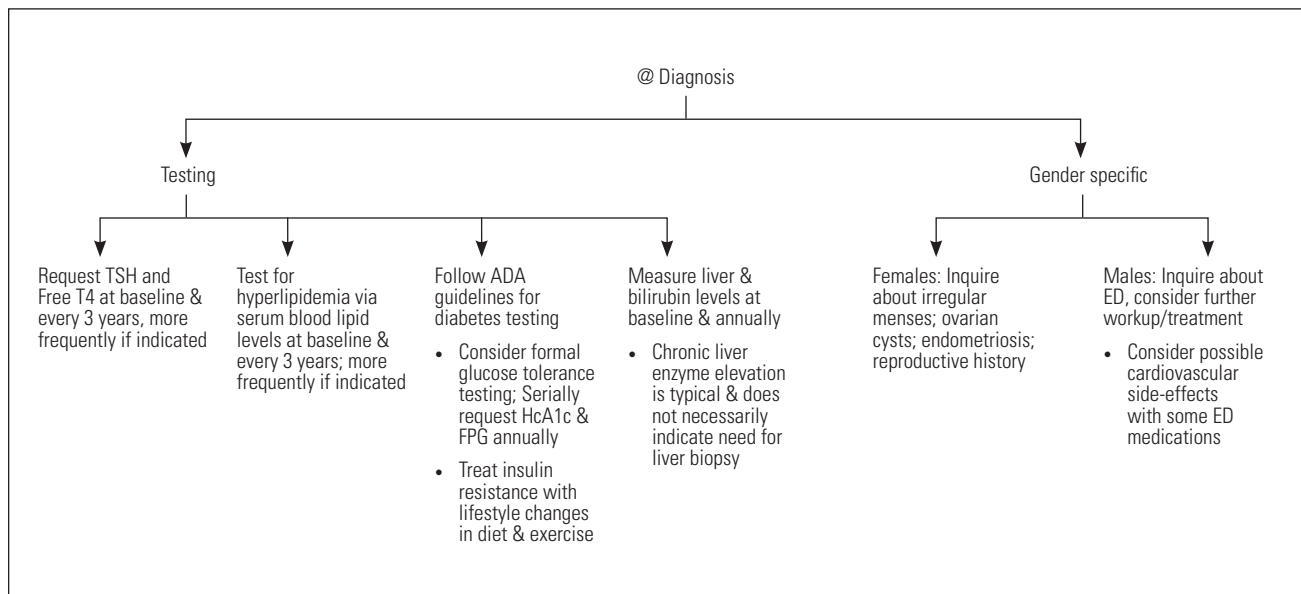 @ Diagnosis
Testing
Gender specific
Request TSH and
Free T4 at baseline &
every 3 years, more
frequently if indicated
Test for
hyperlipidemia via
serum blood lipid
levels at baseline &
every 3 years; more
frequently if indicated
Follow ADA
guidelines for
diabetes testing
• Consider formal
glucose tolerance
testing; Serially
request HcA1c &
FPG annually
• Treat insulin
resistance with
lifestyle changes
in diet & exercise
Measure liver &
bilirubin levels at
baseline & annually
• Chronic liver
enzyme elevation
is typical & does
not necessarily
indicate need for
liver biopsy
Females: Inquire
about irregular
menses; ovarian
cysts; endometriosis;
reproductive history
Males: Inquire about
ED, consider further
workup/treatment
• Consider possible
cardiovascular
side-effects
with some ED
medications